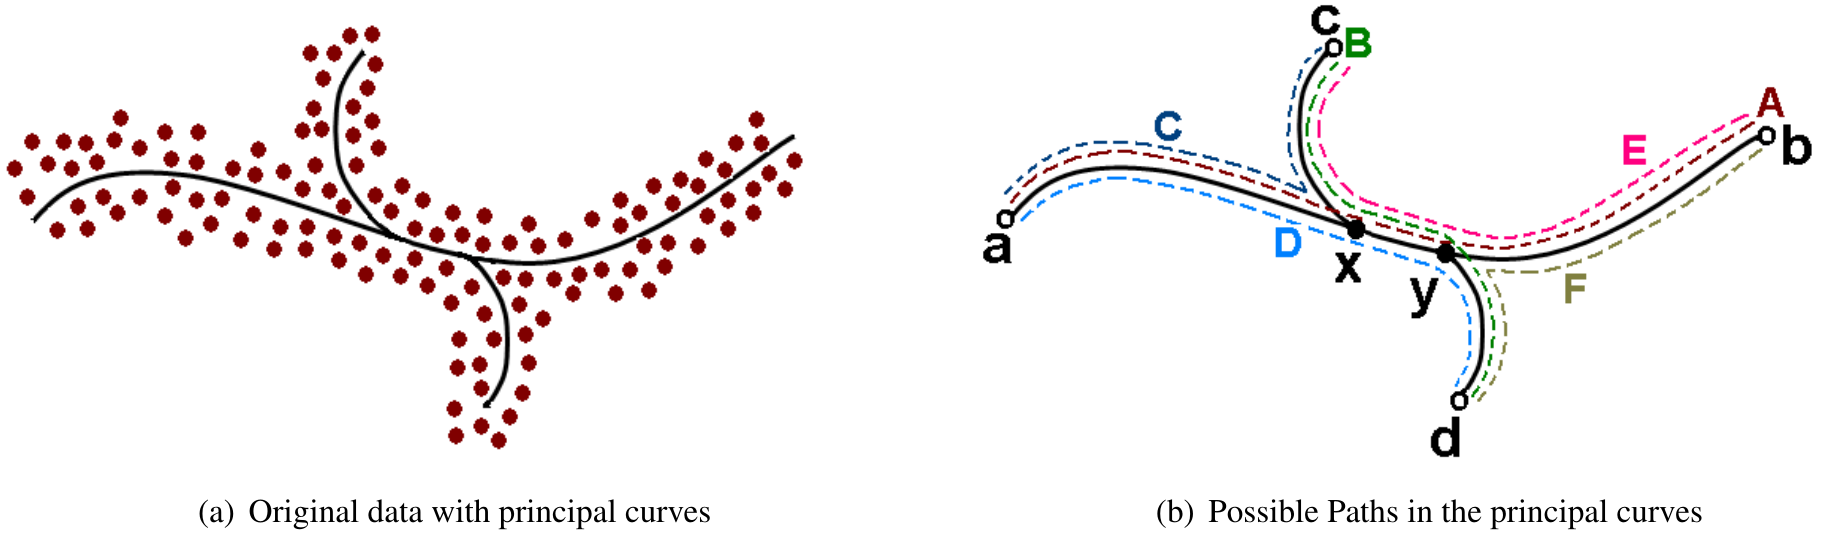 c
B
A
C
E
b
a
D
x
y
F
d
(a) Original data with principal curves
(b) Possible Paths in the principal curves